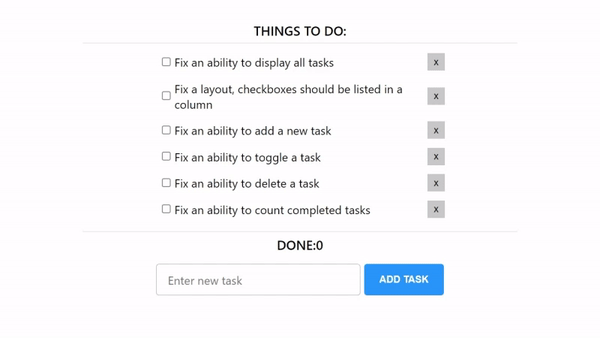 THINGS TO DO:
Fix an ability to display all tasks x
Fix a layout, checkboxes should be listed in a
column x
Fix an ability to add a new task x
Fix an ability to toggle a task x
Fix an ability to delete a task x
Fix an ability to count completed tasks x
DONE:0
Enter new task ADD TASK